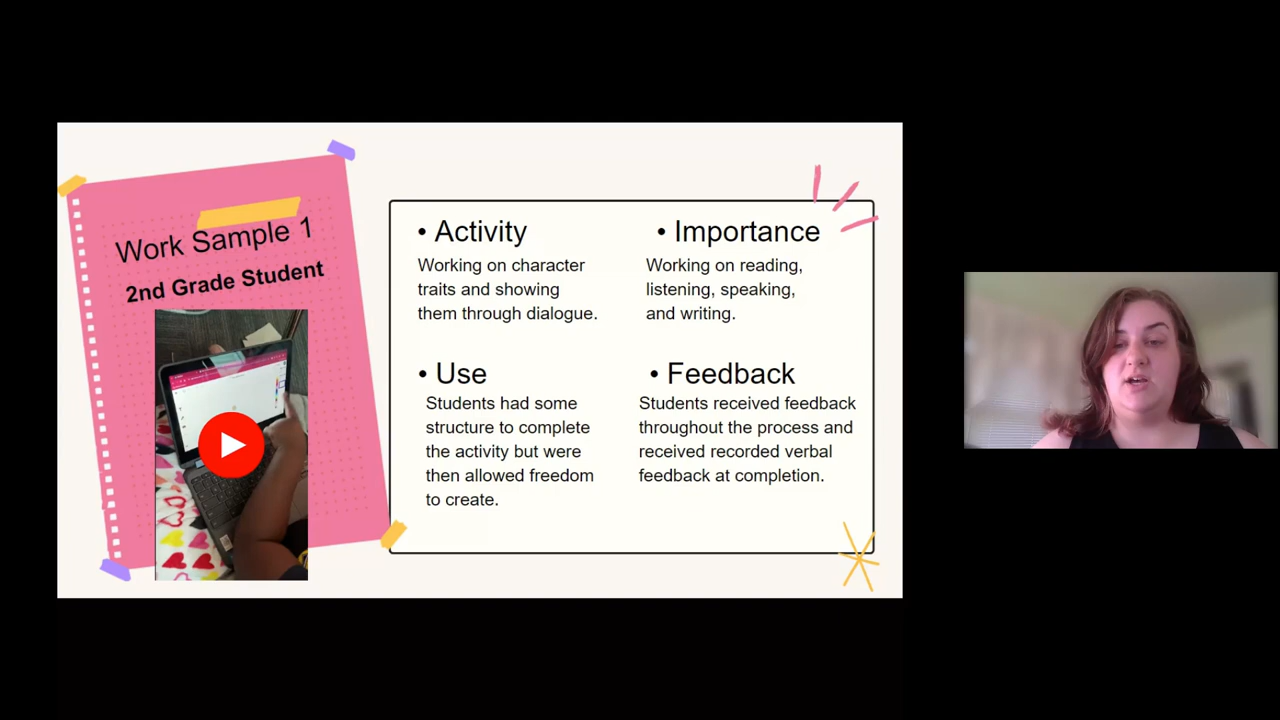 Work Sample 1
2nd Grade Student
• Activity
Working on character
traits and showing
them through dialogue.
• Importance
Working on reading,
listening, speaking,
and writing.
• Use
Students had some
structure to complete
the activity but were
then allowed freedom
to create.
• Feedback
Students received feedback
throughout the process and
received recorded verbal
feedback at completion.